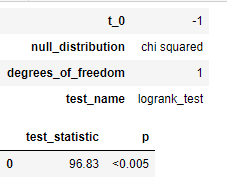 t_0 -1
null_distribution chi squared
degrees_of_freedom 1
test_name logrank_test
test_statistic p
0 96.83 <0.005